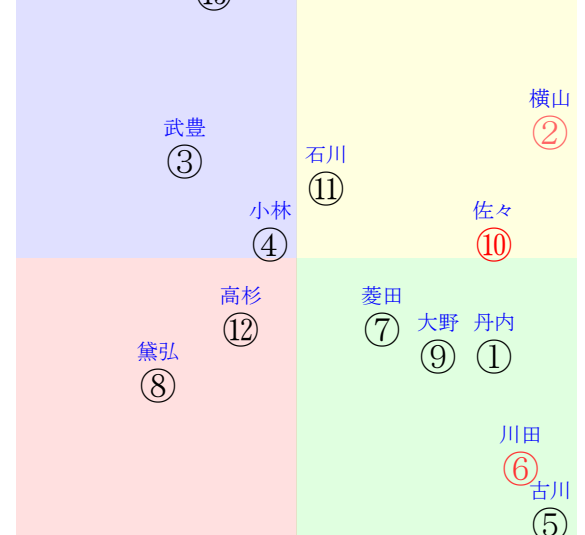 横山
②
武豊
③
石川
⑪
小林
④
佐々
⑩
高杉
⑫
菱田
⑦
大野
⑨
丹内
①
黛弘
⑧
川田
⑥
古川
⑤